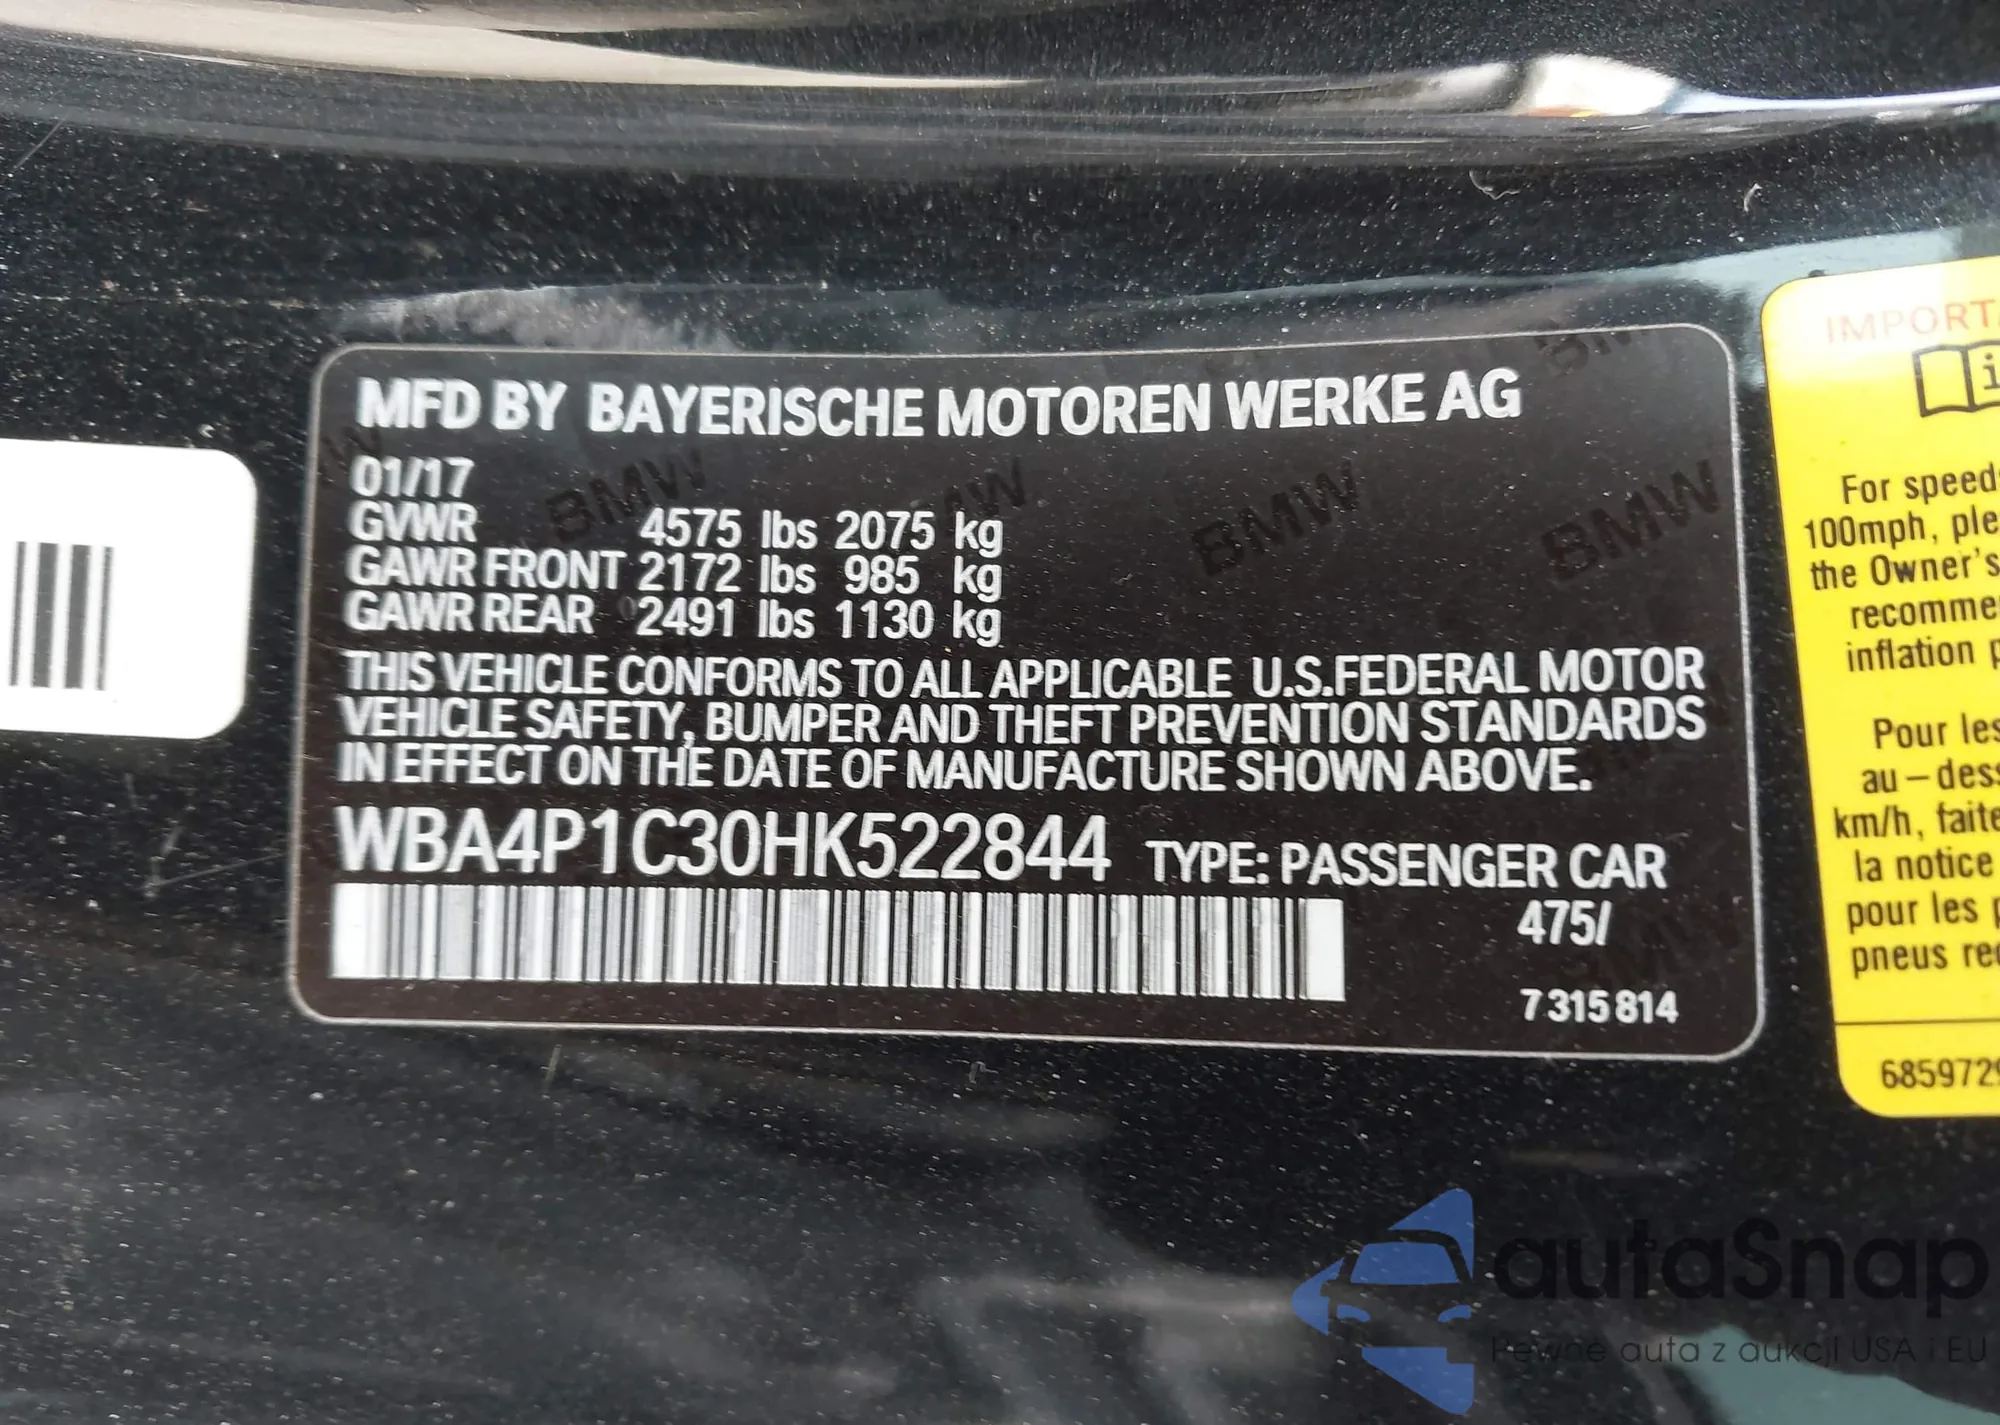 MFD BY BAYERISCHE MOTOREN WERKE AG
01/17
GVWR 4575 lbs 2075 kg
GAWR FRONT 2172 lbs 985 kg
GAWR REAR 2491 lbs 1130 kg
THIS VEHICLE CONFORMS TO ALL APPLICABLE U.S.FEDERAL MOTOR
VEHICLE SAFETY, BUMPER AND THEFT PREVENTION STANDARDS
IN EFFECT ON THE DATE OF MANUFACTURE SHOWN ABOVE.
WBA4P1C30HK522844 TYPE: PASSENGER CAR
475/
7 315 814
BMW BMW BMW BMW
For speeds
100mph, ple
the Owner's
recomme
inflation p
Pour les
au – dess
km/h, faite
la notice
pour les p
pneus rec
6859729
autaSnap
Pewne auta z aukcji USA i EU